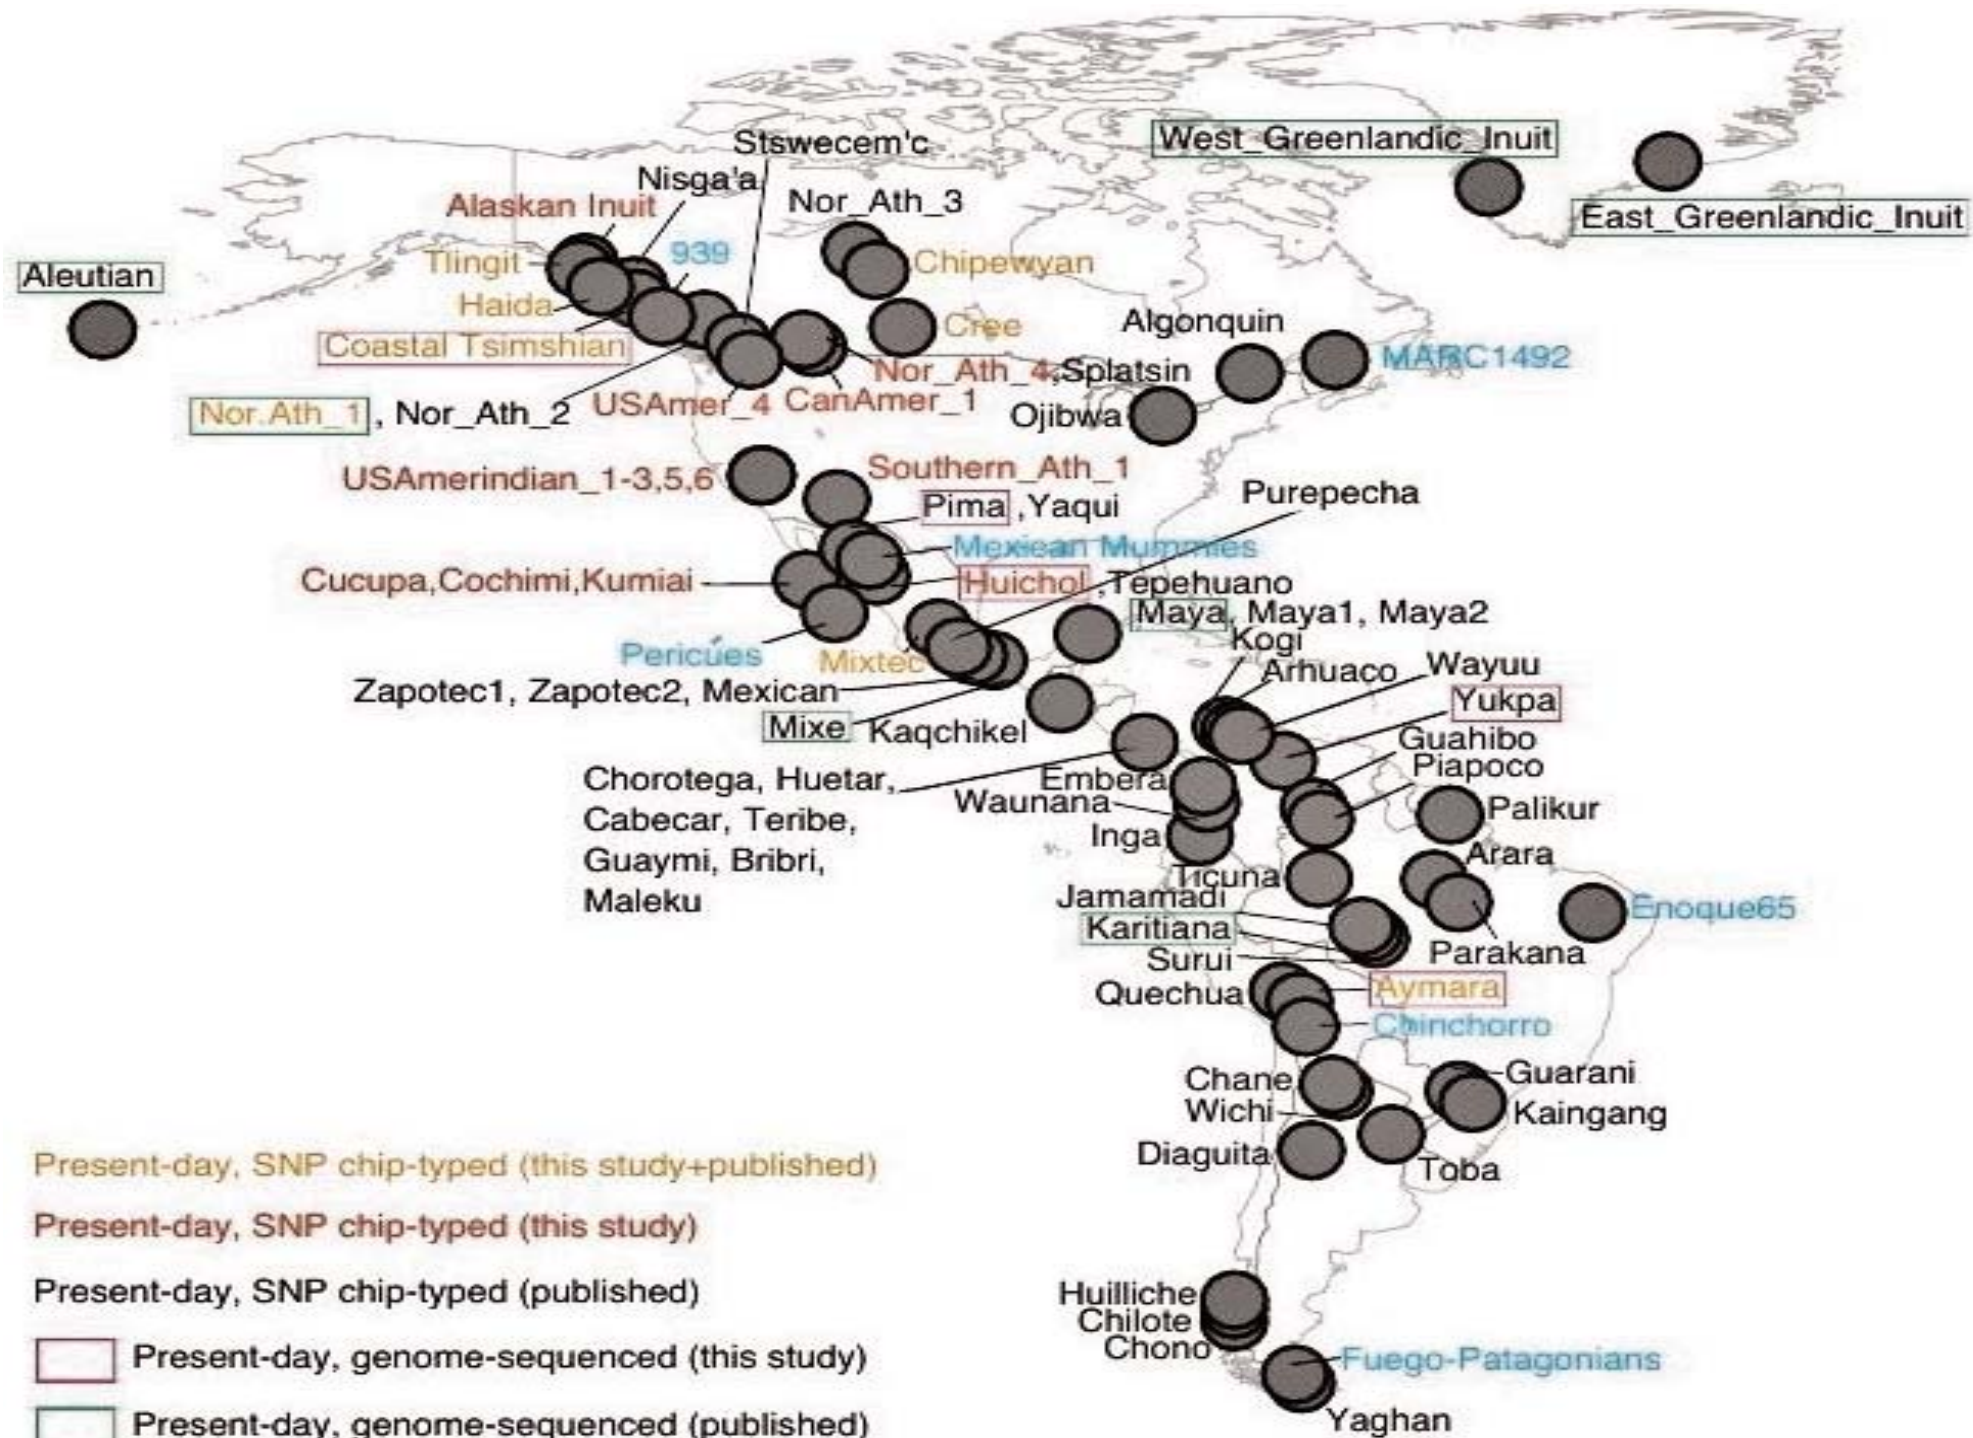 Stswecem'c
West_Greenlandic_Inuit
Nisga'a
Alaskan Inuit
Nor_Ath_3
East_Greenlandic_Inuit
939
Tlingit
Chipewyan
Aleutian
Haida
Cree
Algonquin
Coastal Tsimshian
MARC1492
Nor_Ath_4,Splatsin
Nor.Ath_1, Nor_Ath_2
USAmer_4
CanAmer_1
Ojibwa
USAmerindian_1-3,5,6
Southern_Ath_1
Pima,Yaqui
Purepecha
Mexican Mummies
Cucupa,Cochimi,Kumiai
Huichol,Tepehuano
Maya, Maya1, Maya2
Kogi
Pericúes
Mixtec
Arhuaco
Wayuu
Zapotec1, Zapotec2, Mexican
Yukpa
Mixe
Kaqchikel
Guahibo
Piapoco
Chorotega, Huetar,
Cabecar, Teribe,
Guaymi, Bribri,
Maleku
Embera
Waunana
Palikur
Inga
Arara
Ticuna
Jamamadi
Enoque65
Karitiana
Parakana
Surui
Quechua
Aymara
Chinchorro
Chane
Guarani
Wichi
Kaingang
Diaguita
Toba
Present-day, SNP chip-typed (this study+published)
Present-day, SNP chip-typed (this study)
Present-day, SNP chip-typed (published)
Present-day, genome-sequenced (this study)
Present-day, genome-sequenced (published)
Huilliche
Chilote
Chono
Fuego-Patagonians
Yaghan